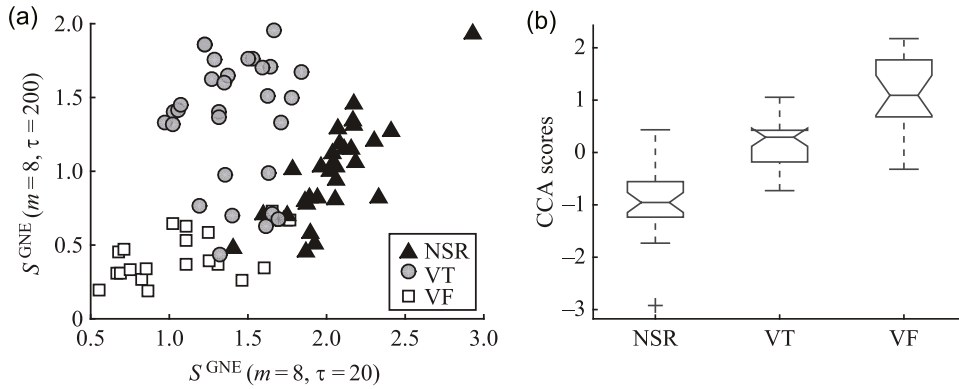 (a)
2.0
1.5
1.0
0.5
0
S^GNE (m = 8, τ = 200)
0.5 1.0 1.5 2.0 2.5 3.0
S^GNE (m = 8, τ = 20)
NSR
VT
VF
(b)
2
1
0
–1
–2
–3
CCA scores
NSR VT VF